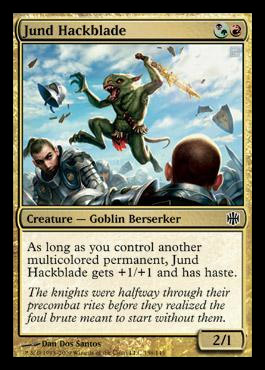 Jund Hackblade
Creature — Goblin Berserker
As long as you control another
multicolored permanent, Jund
Hackblade gets +1/+1 and has haste.
The knights were halfway through their
precombat rites before they realized the
foul brute meant to start without them.
Dan Dos Santos
2/1